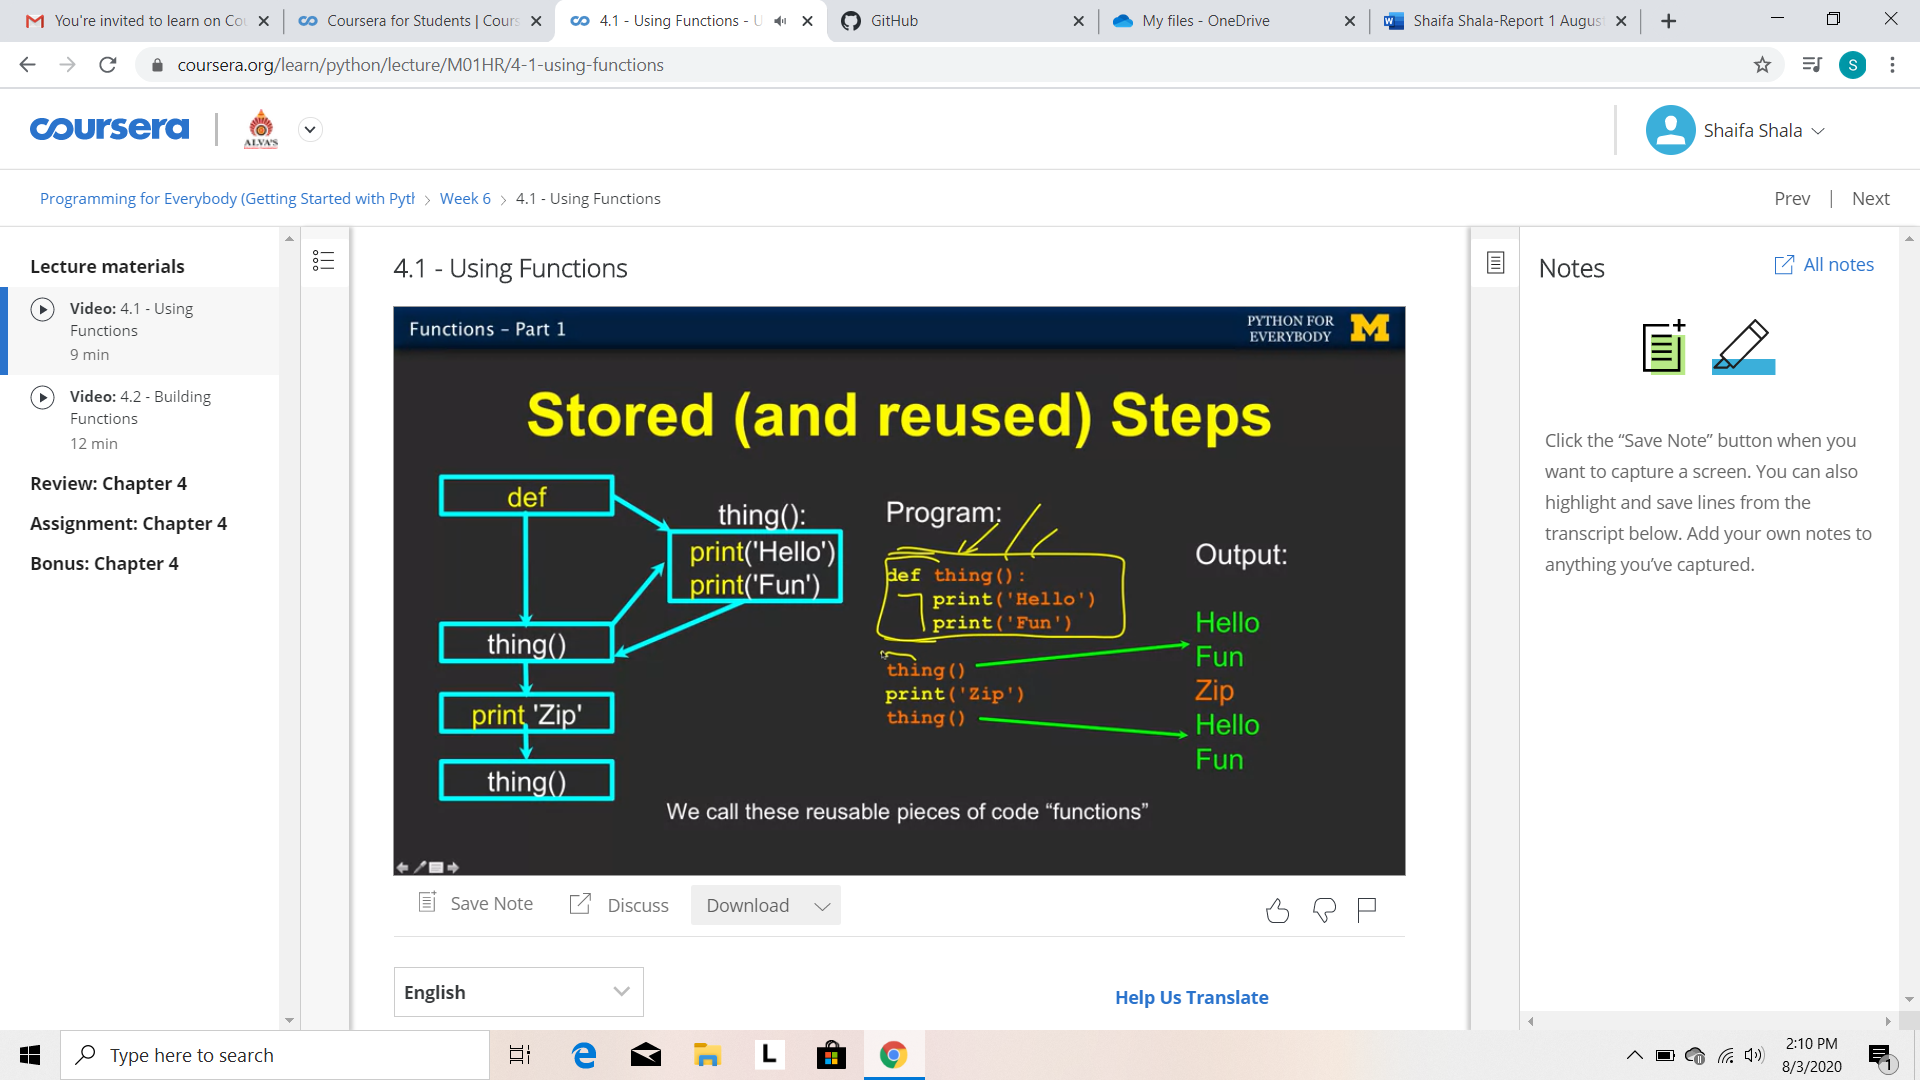 You're invited to learn on Co
Coursera for Students | Cours
4.1 - Using Functions - U
GitHub
My files - OneDrive
Shaifa Shala-Report 1 Augus
coursera.org/learn/python/lecture/M01HR/4-1-using-functions
S
coursera
ALVA'S
Shaifa Shala
Programming for Everybody (Getting Started with Pyth
Week 6
4.1 - Using Functions
Prev
Next
Lecture materials
Video: 4.1 - Using
Functions
9 min
Video: 4.2 - Building
Functions
12 min
Review: Chapter 4
Assignment: Chapter 4
Bonus: Chapter 4
4.1 - Using Functions
Functions – Part 1
PYTHON FOR
EVERYBODY
M
Stored (and reused) Steps
def
thing():
print('Hello')
print('Fun')
thing()
print 'Zip'
thing()
Program:
def thing():
print('Hello')
print('Fun')
thing()
print('Zip')
thing()
Output:
Hello
Fun
Zip
Hello
Fun
We call these reusable pieces of code “functions”
Save Note
Discuss
Download
English
Help Us Translate
Notes
All notes
Click the “Save Note” button when you
want to capture a screen. You can also
highlight and save lines from the
transcript below. Add your own notes to
anything you’ve captured.
Type here to search
L
2:10 PM
8/3/2020
1